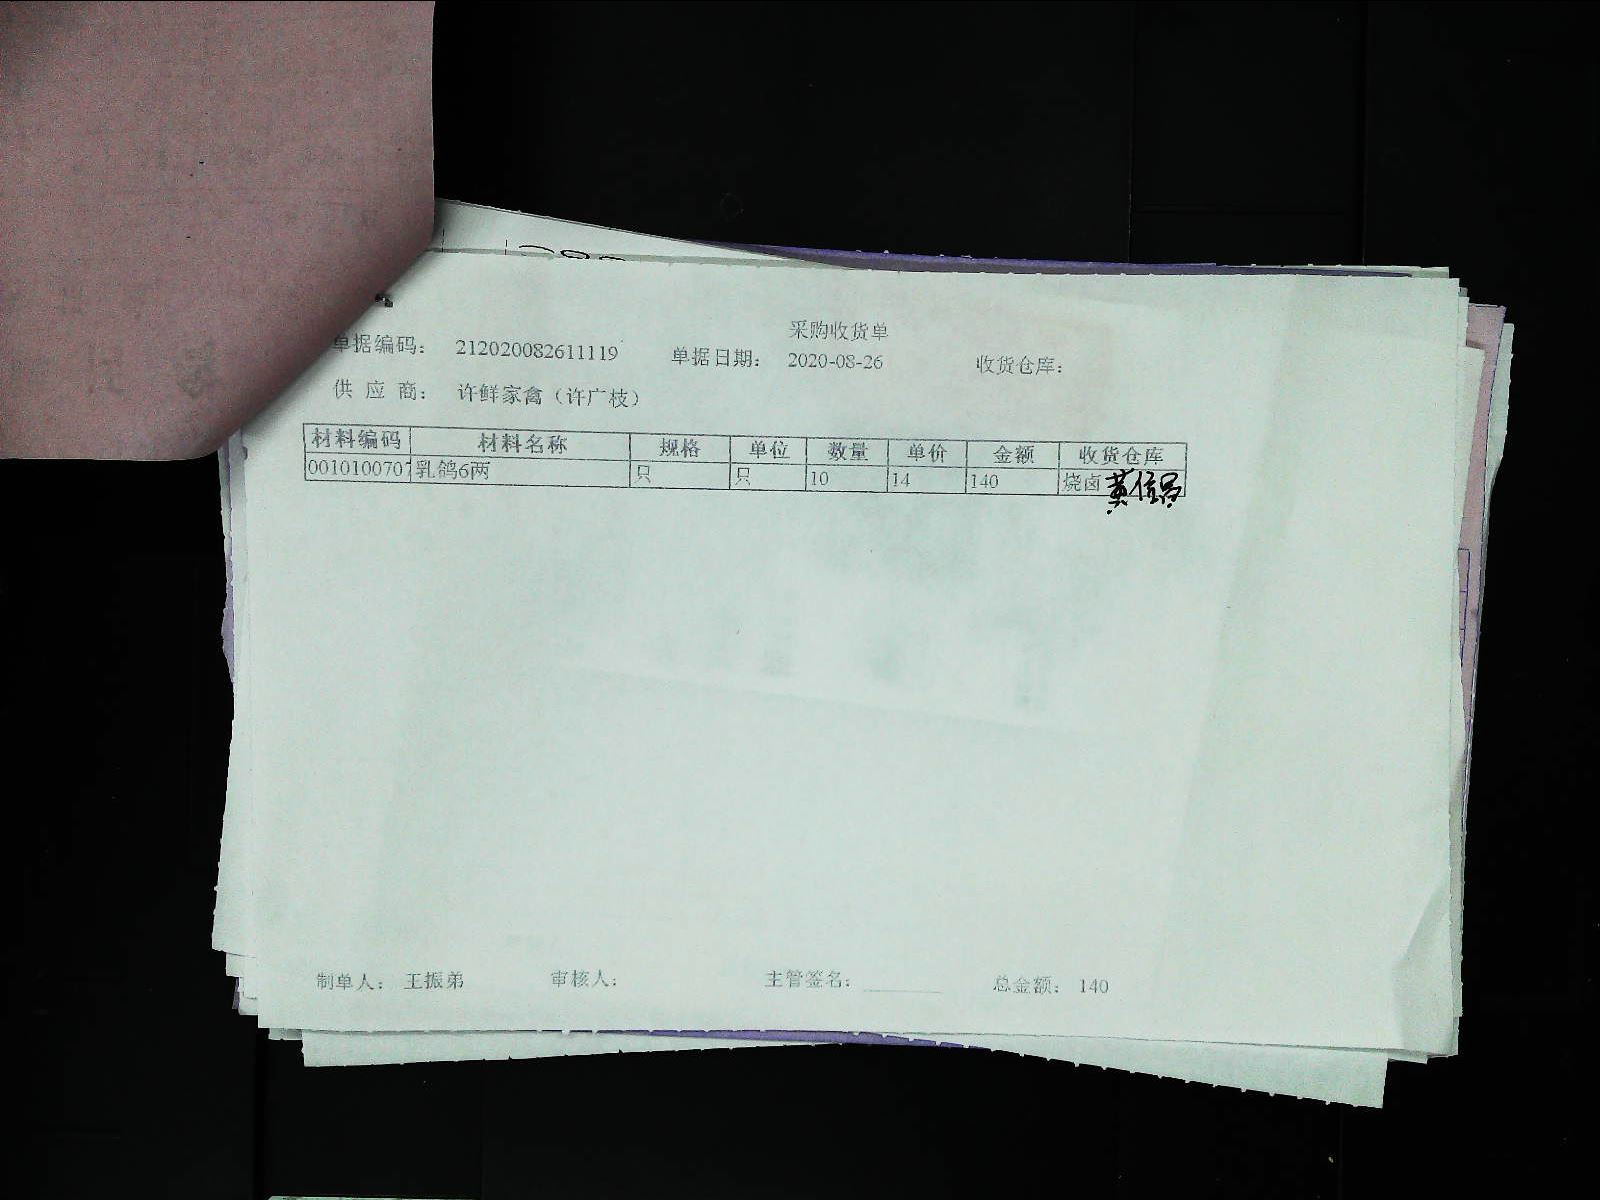 采购收货单
单据编码： 212020082611119 单据日期： 2020-08-26 收货仓库：
供 应 商： 许鲜家禽（许广枝）
材料编码 材料名称 规格 单位 数量 单价 金额 收货仓库
0010100707 乳鸽6两 只 只 10 14 140 烧卤 黄信昌
制单人： 王振弟 审核人： 主管签名： 总金额： 140